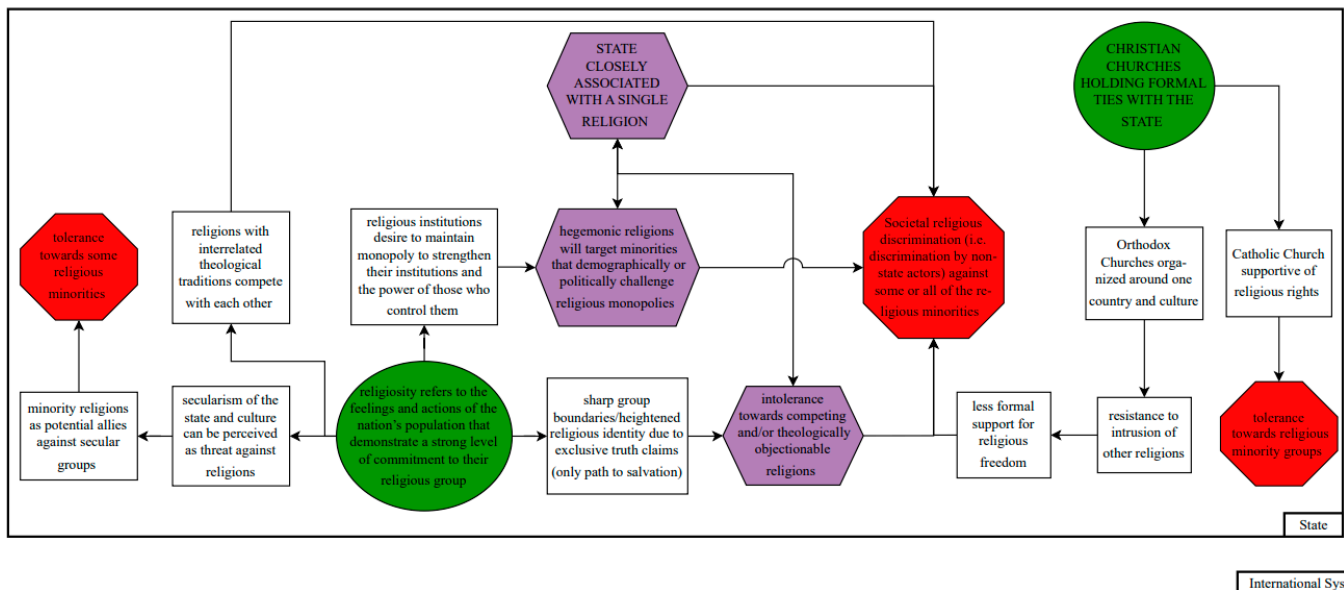 STATE
CLOSELY
ASSOCIATED
WITH A SINGLE
RELIGION
CHRISTIAN
CHURCHES
HOLDING FORMAL
TIES WITH THE
STATE
tolerance
towards some
religious
minorities
religions with
interrelated
theological
traditions compete
with each other
religious institutions
desire to maintain
monopoly to strengthen
their institutions and
the power of those who
control them
hegemonic religions
will target minorities
that demographically or
politically challenge
religious monopolies
Societal religious
discrimination (i.e.
discrimination by non-
state actors) against
some or all of the re-
ligious minorities
Orthodox
Churches orga-
nized around one
country and culture
Catholic Church
supportive of
religious rights
minority religions
as potential allies
against secular
groups
secularism of the
state and culture
can be perceived
as threat against
religions
religiosity refers to the
feelings and actions of the
nation's population that
demonstrate a strong level
of commitment to their
religious group
sharp group
boundaries/heightened
religious identity due to
exclusive truth claims
(only path to salvation)
intolerance
towards competing
and/or theologically
objectionable
religions
less formal
support for
religious
freedom
resistance to
intrusion of
other religions
tolerance
towards religious
minority groups
State
International Sys